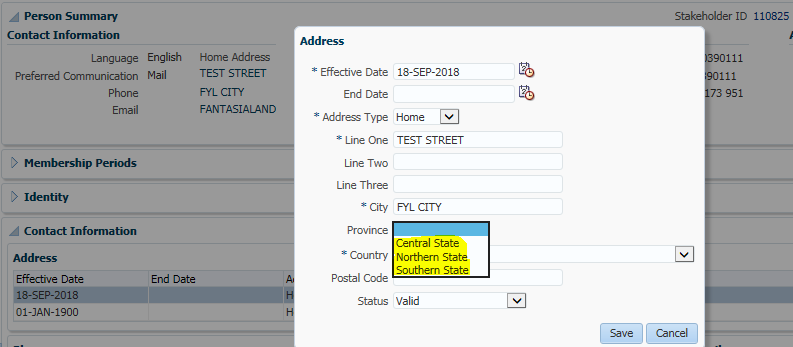 Person Summary
Stakeholder ID 110825
Contact Information
Language English
Preferred Communication Mail
Phone
Email
Home Address
TEST STREET
FYL CITY
FANTASIALAND
0390111
390111
173 951
Membership Periods
Identity
Contact Information
Address
Effective Date End Date
18-SEP-2018
01-JAN-1900
Address
* Effective Date 18-SEP-2018
End Date
* Address Type Home
* Line One TEST STREET
Line Two
Line Three
* City FYL CITY
Province
Central State
Northern State
Southern State
* Country
Postal Code
Status Valid
Save Cancel